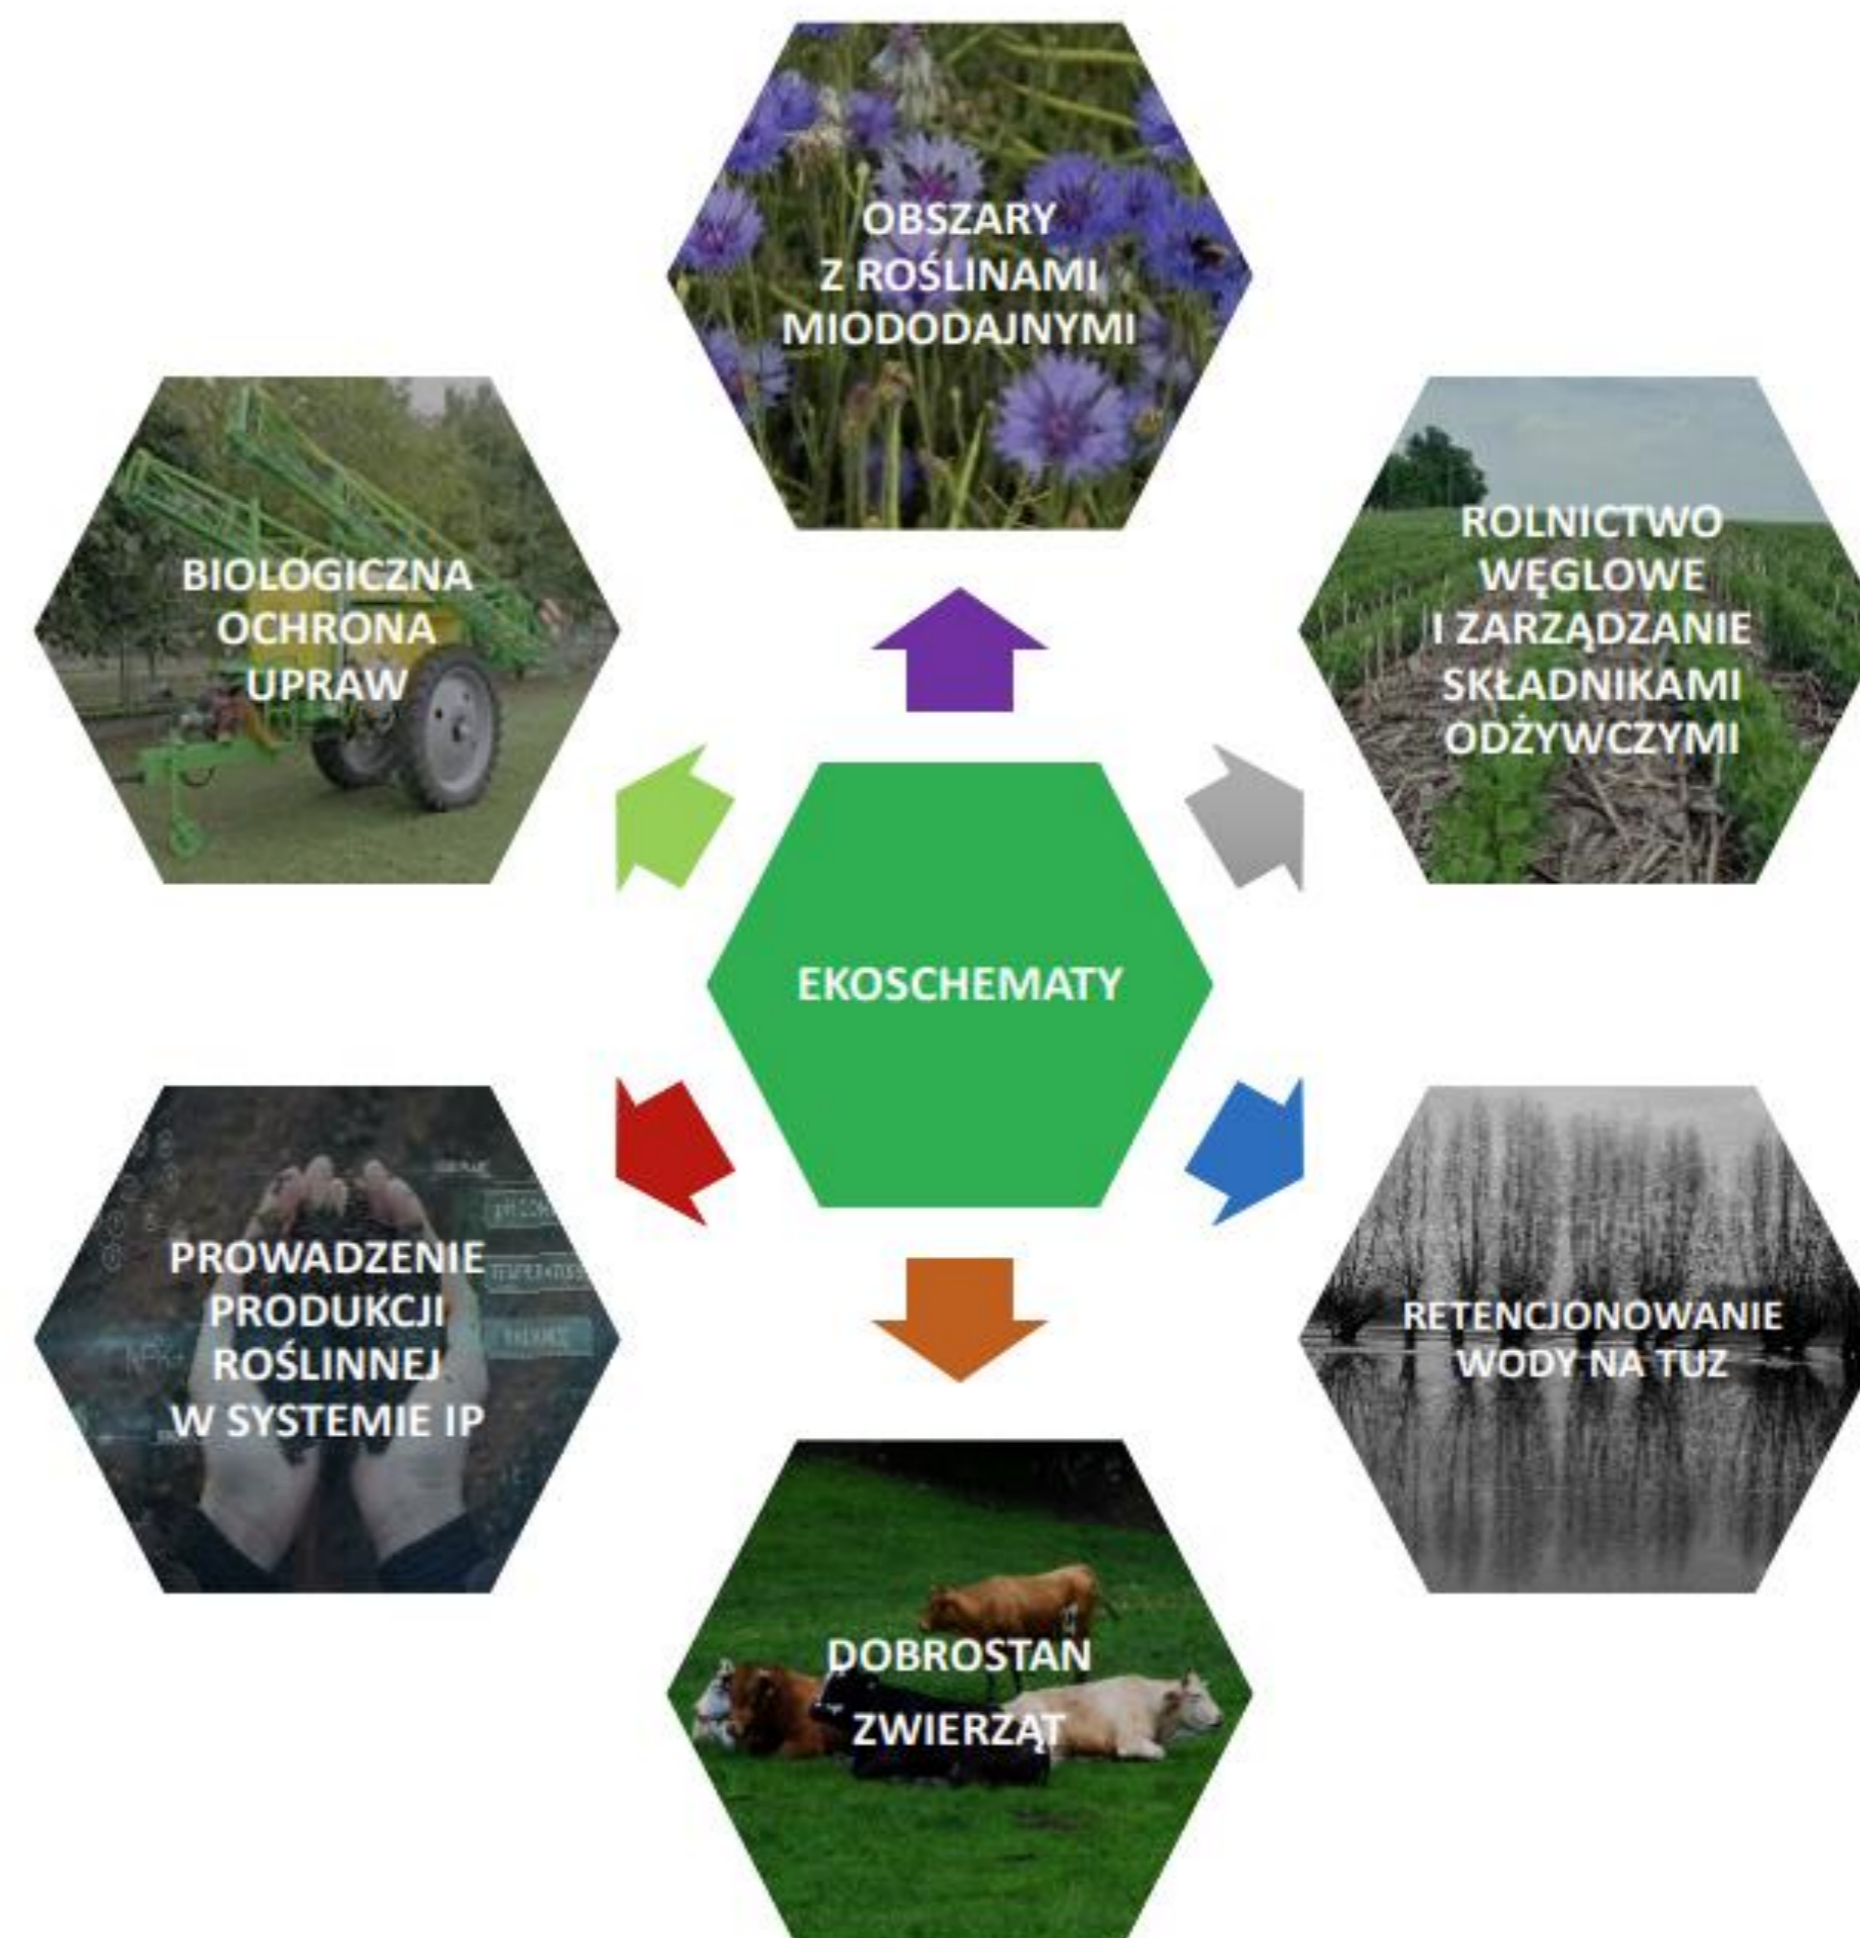 OBSZARY
Z ROŚLINAMI
MIODODAJNYMI
BIOLOGICZNA
OCHRONA
UPRAW
ROLNICTWO
WĘGLOWE
I ZARZĄDZANIE
SKŁADNIKAMI
ODŻYWCZYMI
EKOSCHEMATY
PROWADZENIE
PRODUKCJI
ROŚLINNEJ
W SYSTEMIE IP
RETENCJONOWANIE
WODY NA TUZ
DOBROSTAN
ZWIERZĄT